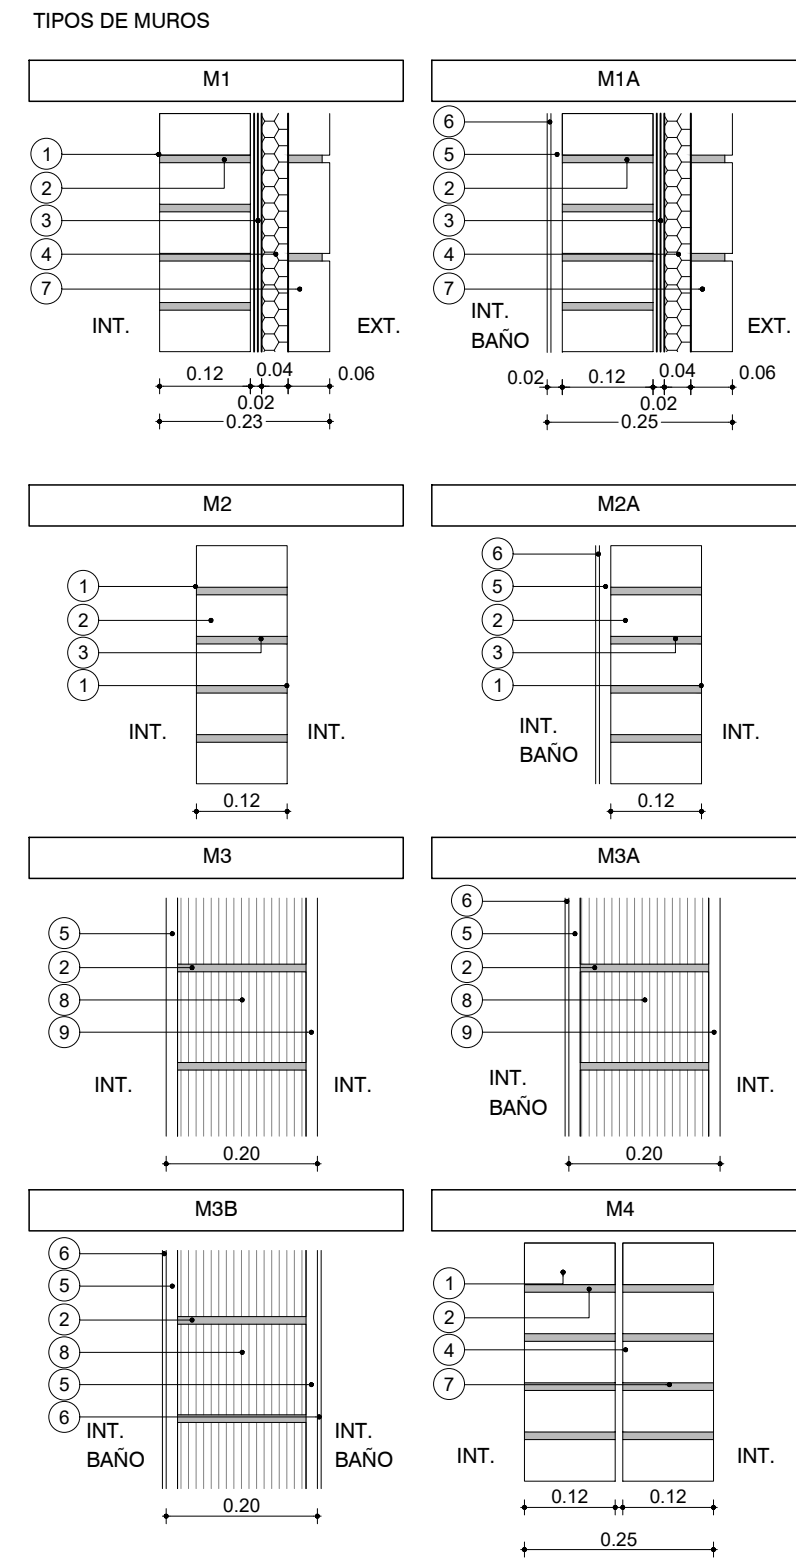 TIPOS DE MUROS
M1
1
2
3
4
7
INT.
EXT.
0.12
0.04
0.06
0.02
0.23
M1A
6
5
2
3
4
7
INT.
BAÑO
EXT.
0.02
0.12
0.04
0.06
0.02
0.25
M2
1
2
3
1
INT.
INT.
0.12
M2A
6
5
2
3
1
INT.
BAÑO
INT.
0.12
M3
5
2
8
9
INT.
INT.
0.20
M3A
6
5
2
8
9
INT.
BAÑO
INT.
0.20
M3B
6
5
2
8
5
6
INT.
BAÑO
INT.
BAÑO
0.20
M4
1
2
4
7
INT.
INT.
0.12
0.12
0.25